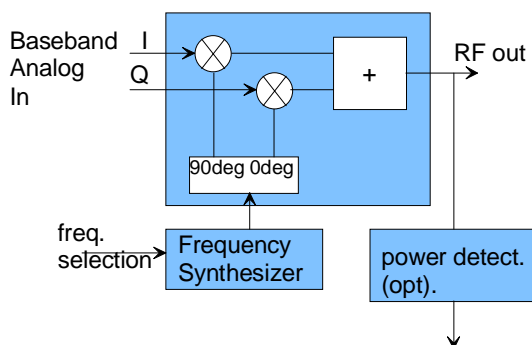 Baseband
Analog
In
I
Q
+
RF out
90deg 0deg
freq.
selection
Frequency
Synthesizer
power detect.
(opt).